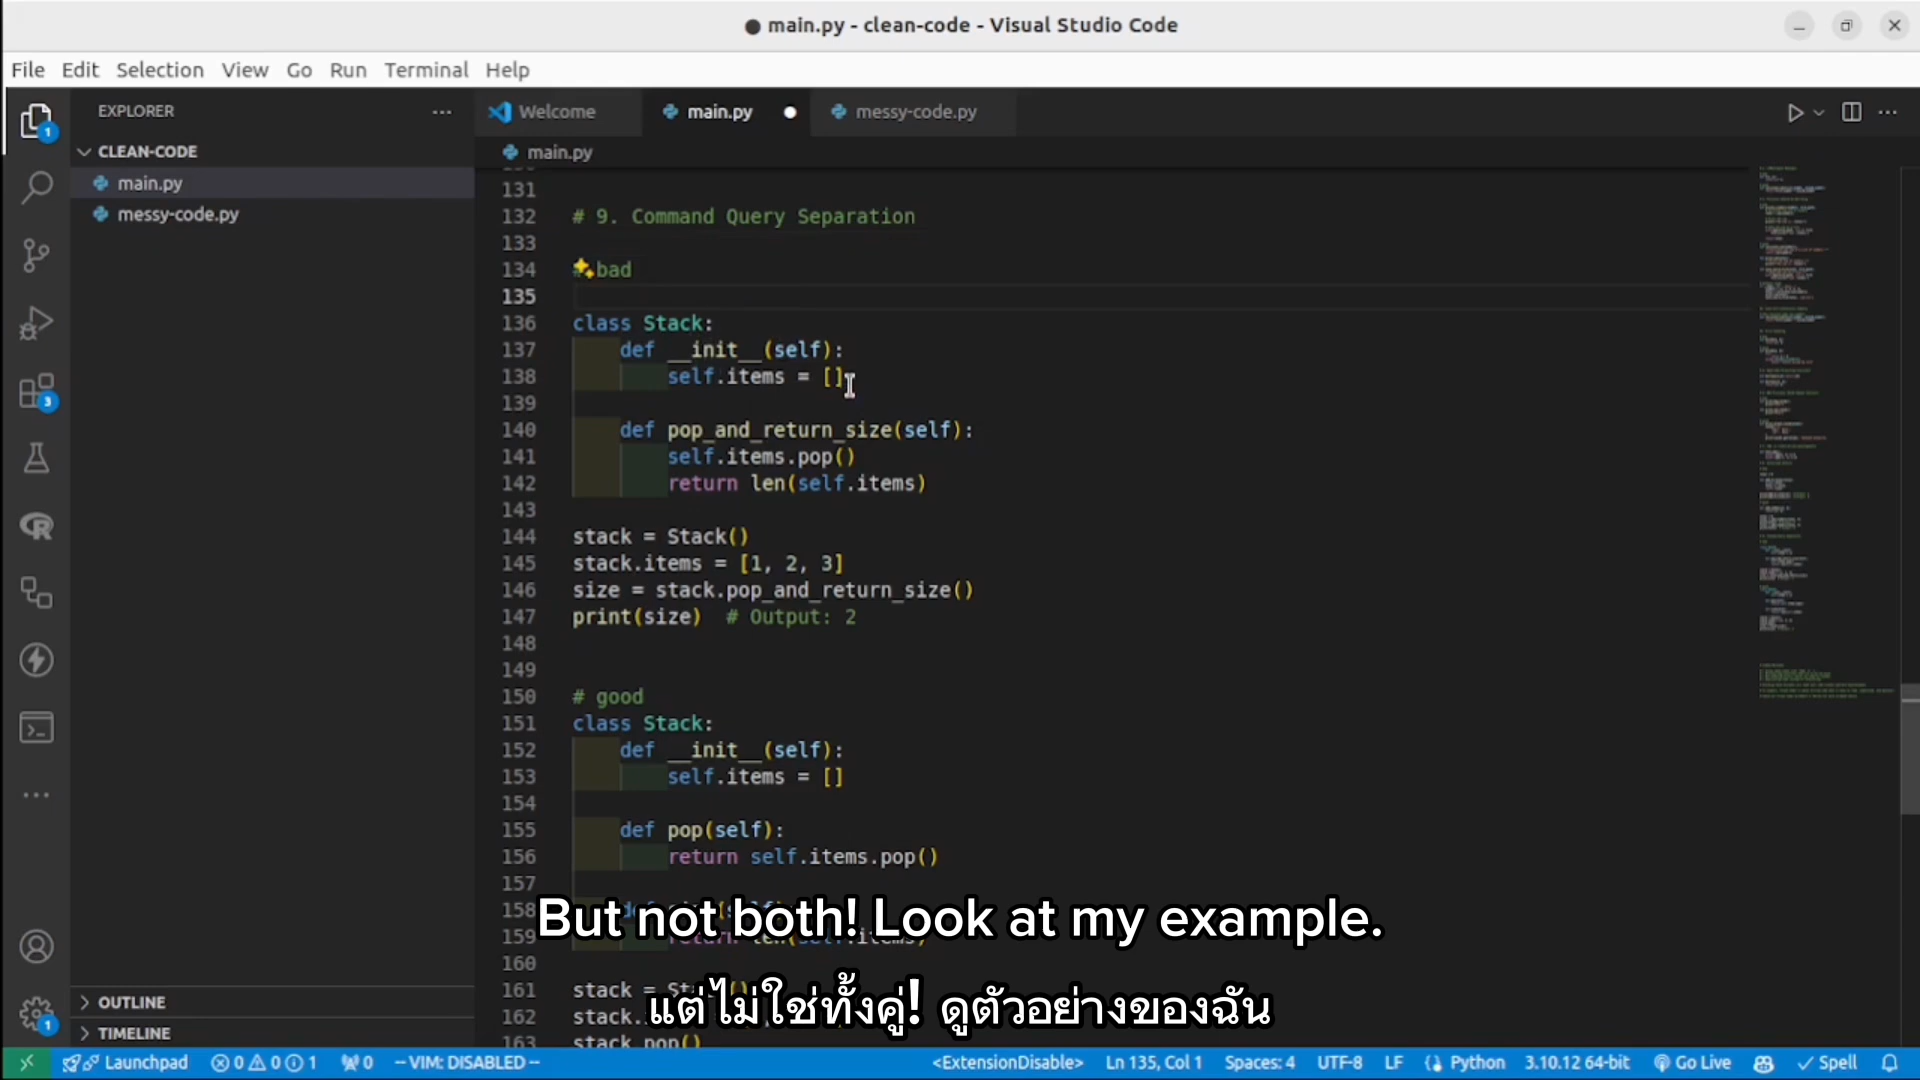 main.py - clean-code - Visual Studio Code
File Edit Selection View Go Run Terminal Help
EXPLORER
Welcome
main.py
messy-code.py
CLEAN-CODE
main.py
main.py
messy-code.py
131
132 # 9. Command Query Separation
133
134 bad
135
136 class Stack:
137 def __init__(self):
138 self.items = []
139
140 def pop_and_return_size(self):
141 self.items.pop()
142 return len(self.items)
143
144 stack = Stack()
145 stack.items = [1, 2, 3]
146 size = stack.pop_and_return_size()
147 print(size) # Output: 2
148
149
150 # good
151 class Stack:
152 def __init__(self):
153 self.items = []
154
155 def pop(self):
156 return self.items.pop()
157
158
159
160
161 stack =
162 stack.
163 stack.pop()
But not both! Look at my example.
แต่ไม่ใช่ทั้งคู่! ดูตัวอย่างของฉัน
OUTLINE
TIMELINE
Launchpad 0 0 1 0 -- VIM: DISABLED -- <ExtensionDisable> Ln 135, Col 1 Spaces: 4 UTF-8 LF Python 3.10.12 64-bit Go Live Spell
1
3
1